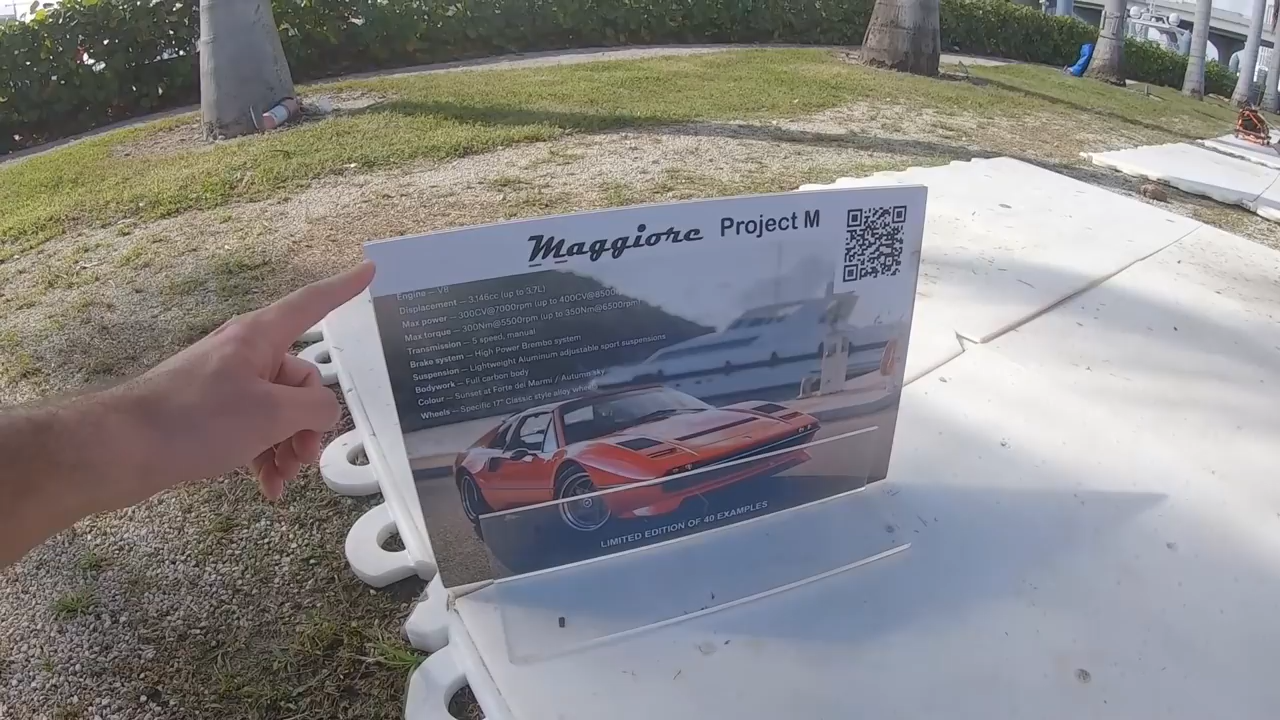 Maggiore Project M
Engine — V8
Displacement — 3.146cc (up to 3.7L)
Max power — 300CV@7000rpm (up to 400CV@8500rpm)
Max torque — 300Nm@5500rpm (up to 350Nm@6500rpm)
Transmission — 5 speed, manual
Brake system — High Power Brembo system
Suspension — Lightweight Aluminum adjustable sport suspensions
Bodywork — Full carbon body
Colour — Sunset at Forte dei Marmi / Autumn sky
Wheels — Specific 17" Classic style alloy wheels
LIMITED EDITION OF 40 EXAMPLES